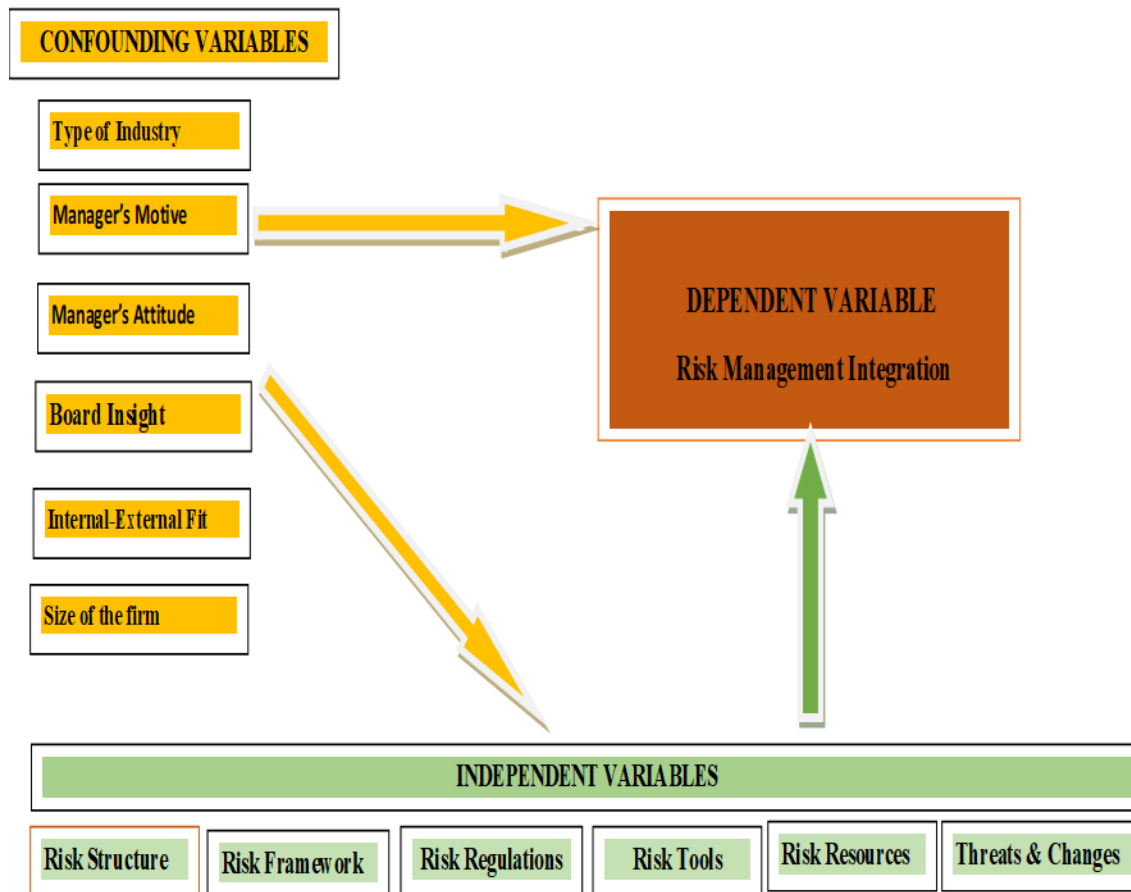 CONFOUNDING VARIABLES
Type of Industry
Manager's Motive
Manager's Attitude
Board Insight
Internal-External Fit
Size of the firm
DEPENDENT VARIABLE
Risk Management Integration
INDEPENDENT VARIABLES
Risk Structure
Risk Framework
Risk Regulations
Risk Tools
Risk Resources
Threats & Changes